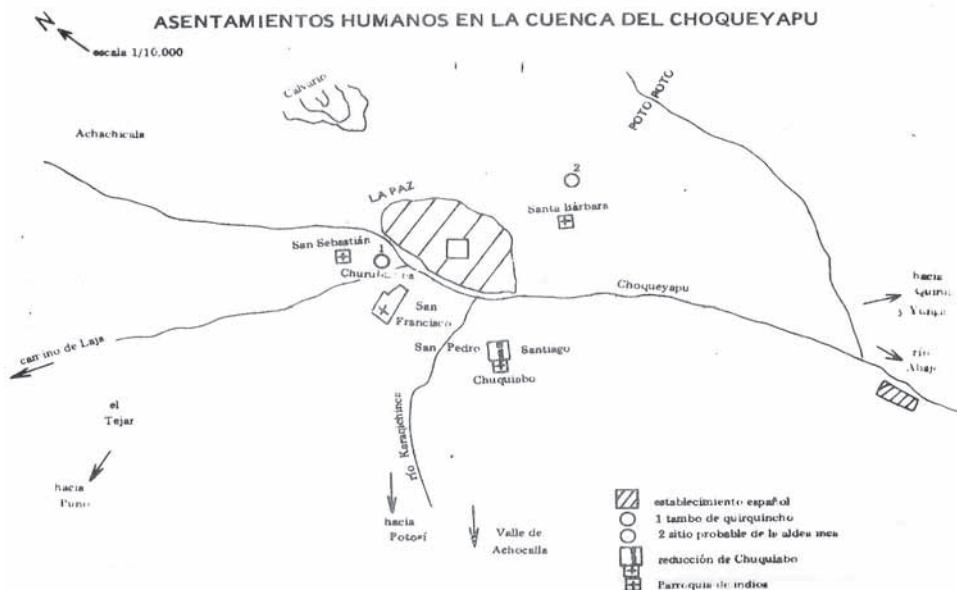 ASENTAMIENTOS HUMANOS EN LA CUENCA DEL CHOQUEYAPU
N
escala 1/10.000
Calvario
Achachicala
POTO POTO
LA PAZ
2
Santa Bárbara
San Sebastián
1
San
Francisco
Choqueyapu
hacia
río
camino de Laja
San Pedro
Santiago
Chuquiabo
el
Tejar
hacia
Puno
río
hacia
Potosí
Valle de
Achocalla
establecimiento español
1 tambo de quirquincho
2 sitio probable de la aldea inca
reducción de Chuquiabo
Parroquia de indios